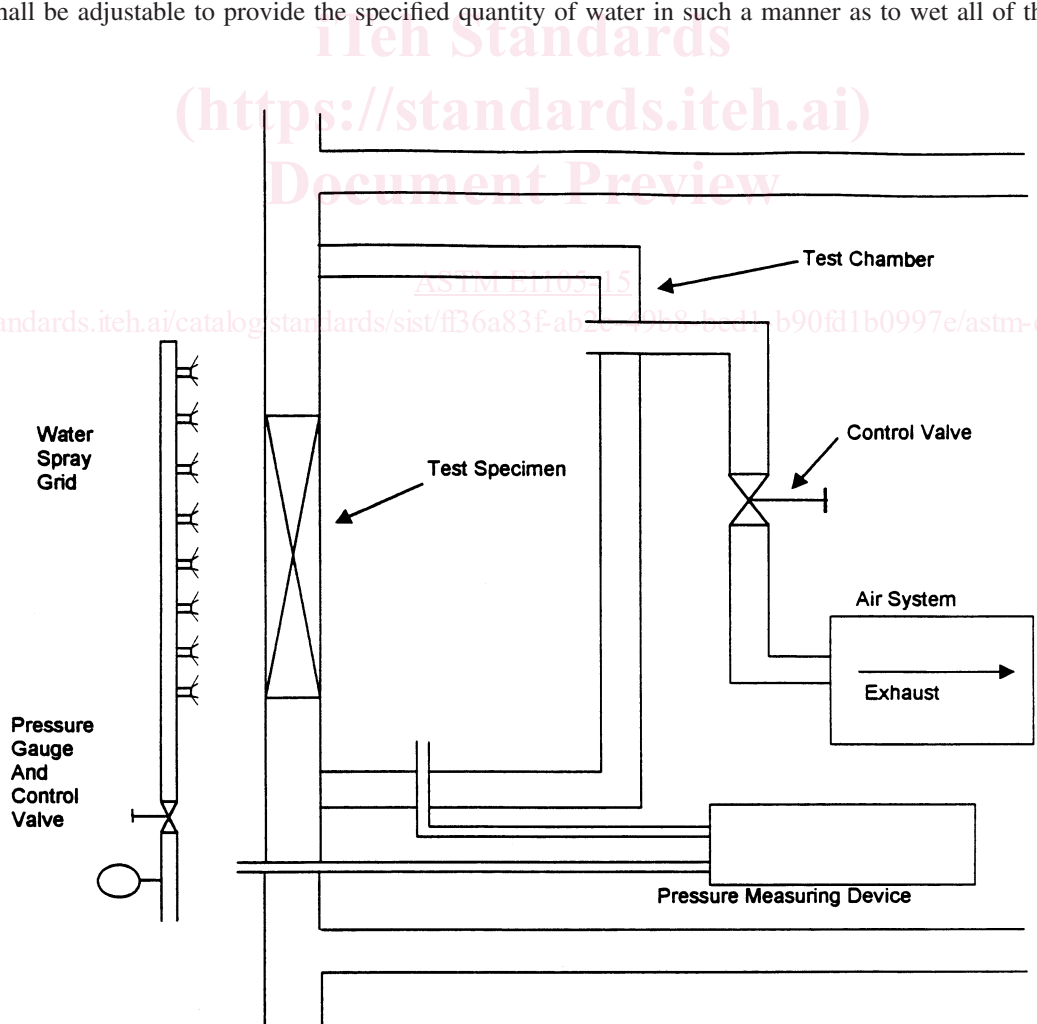 hall be adjustable to provide the specified quantity of water in such a manner as to wet all of th
iTeh Standards
(https://standards.iteh.ai)
Document Preview
ASTM E1105-15
andards.iteh.ai/catalog/standards/sist/ff36a83f-ab2e-49b8-bcd1-b90fd1b0997e/astm-
Test Chamber
Control Valve
Water
Spray
Grid
Test Specimen
Air System
Exhaust
Pressure
Gauge
And
Control
Valve
Pressure Measuring Device